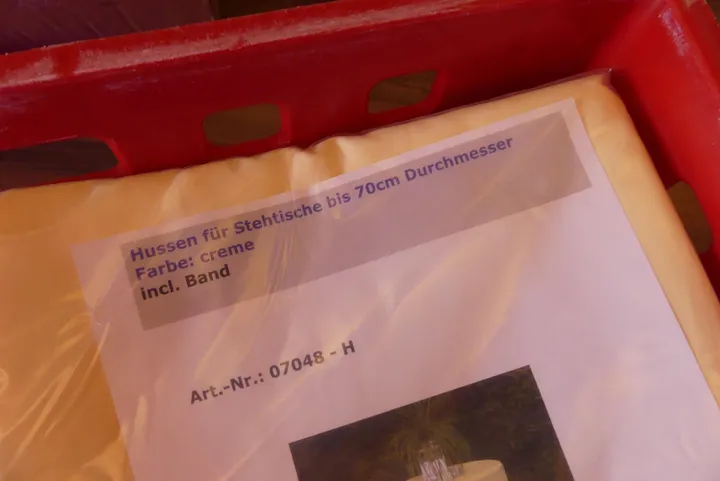 Hussen für Stehtische bis 70cm Durchmesser
Farbe: creme
incl. Band
Art.-Nr.: 07048 - H